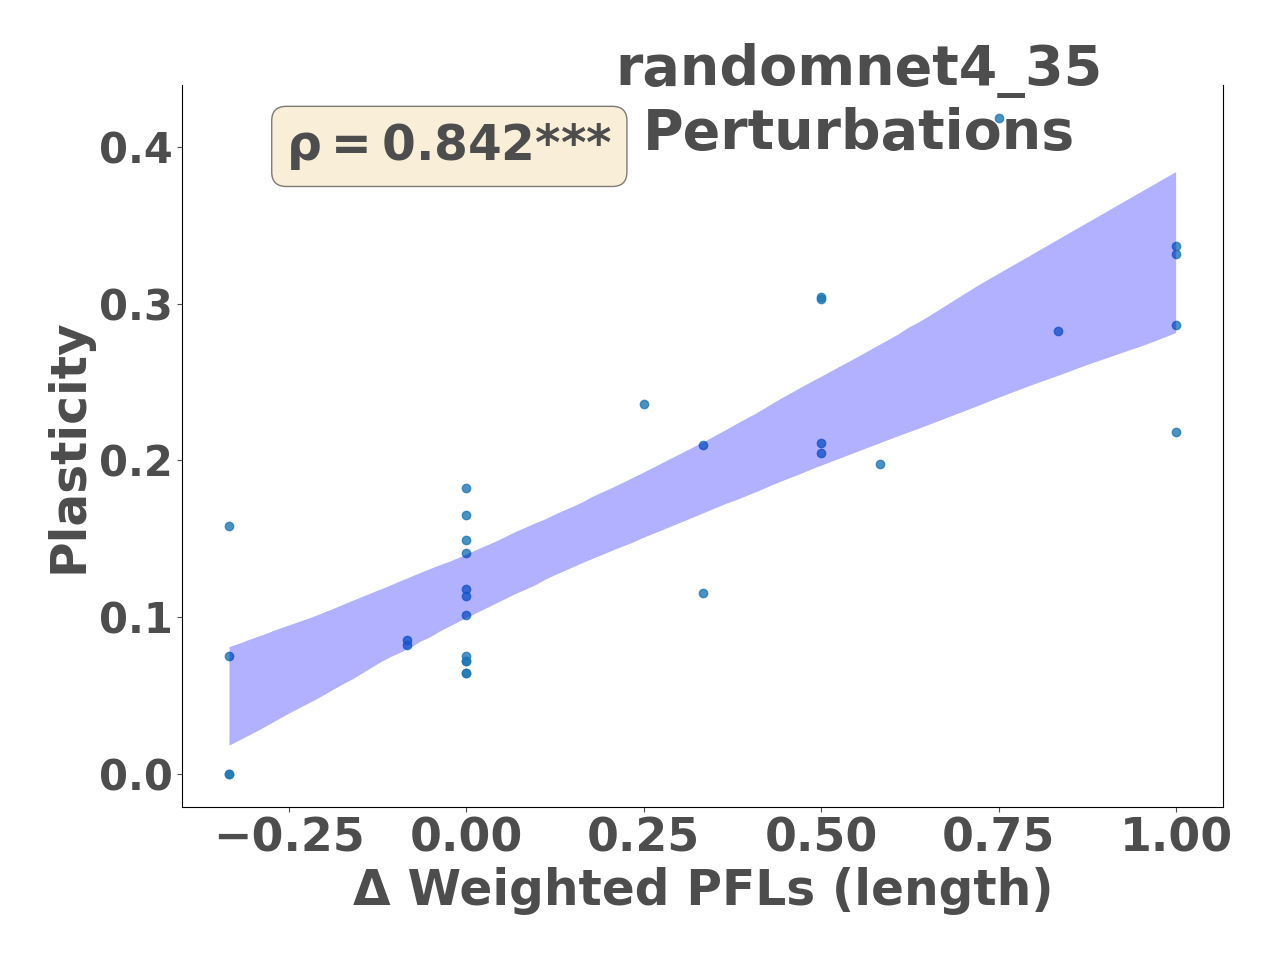 randomnet4_35
Perturbations
ρ = 0.842***
Plasticity
0.4
0.3
0.2
0.1
0.0
−0.25 0.00 0.25 0.50 0.75 1.00
Δ Weighted PFLs (length)